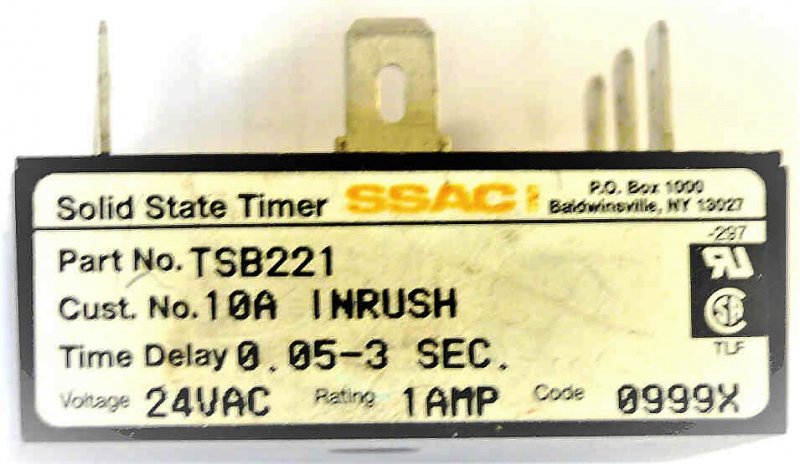 Solid State Timer SSAC P.O. Box 1000
Baldwinsville, NY 13027
-297
Part No. TSB221
Cust. No. 10A INRUSH
Time Delay 0.05-3 SEC.
TLF
Voltage 24VAC Rating 1AMP Code 0999X